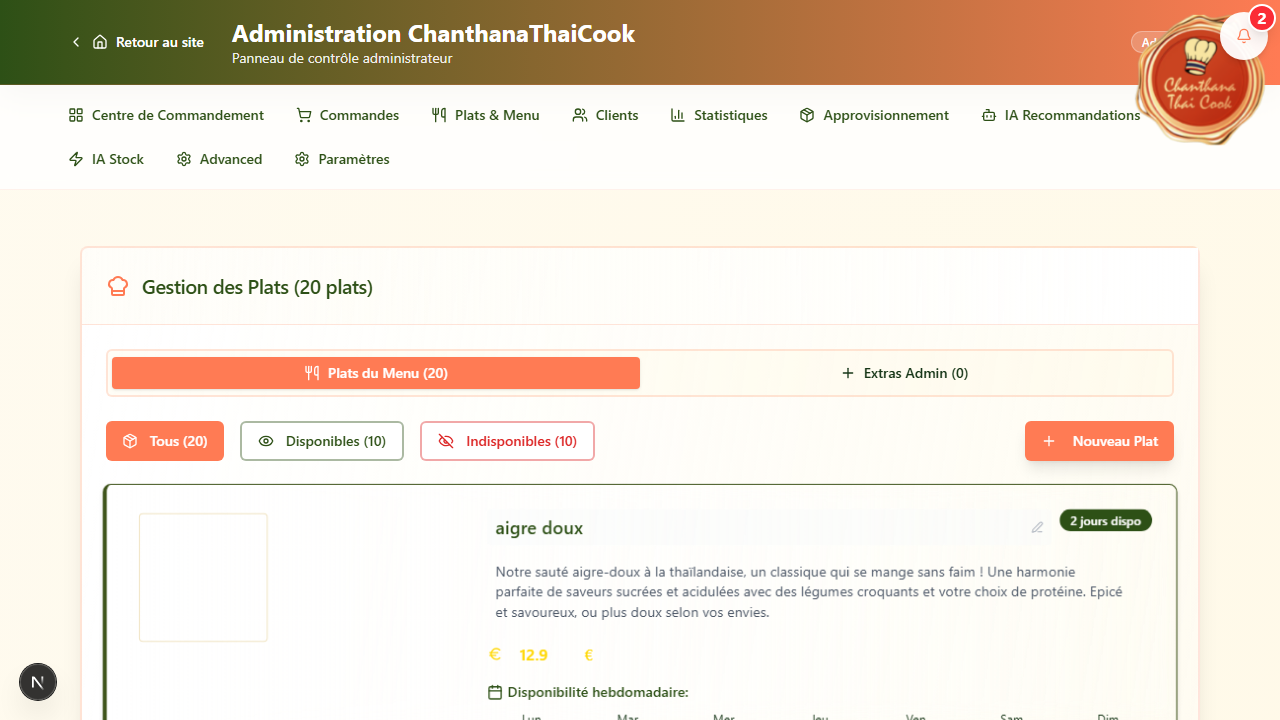 Retour au site
Administration ChanthanaThaiCook
Panneau de contrôle administrateur
2
Chanthana
Thai Cook
Centre de Commandement
Commandes
Plats & Menu
Clients
Statistiques
Approvisionnement
IA Recommandations
IA Stock
Advanced
Paramètres
Gestion des Plats (20 plats)
Plats du Menu (20)
Extras Admin (0)
Tous (20)
Disponibles (10)
Indisponibles (10)
Nouveau Plat
aigre doux
2 jours dispo
Notre sauté aigre-doux à la thaïlandaise, un classique qui se mange sans faim ! Une harmonie
parfaite de saveurs sucrées et acidulées avec des légumes croquants et votre choix de protéine. Epicé
et savoureux, ou plus doux selon vos envies.
€ 12.9 €
Disponibilité hebdomadaire:
Lun Mar Mer Jeu Ven Sam Dim
N